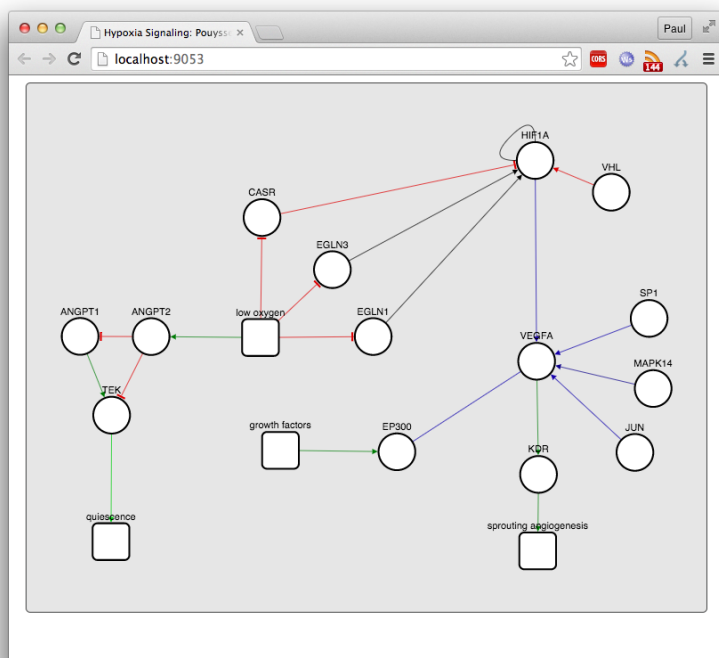 Hypoxia Signaling: Pouyss
Paul
localhost:9053
CORS
144
HIF1A
VHL
CASR
EGLN3
SP1
ANGPT1
ANGPT2
low oxygen
EGLN1
VEGFA
MAPK14
TEK
growth factors
EP300
JUN
KDR
quiescence
sprouting angiogenesis